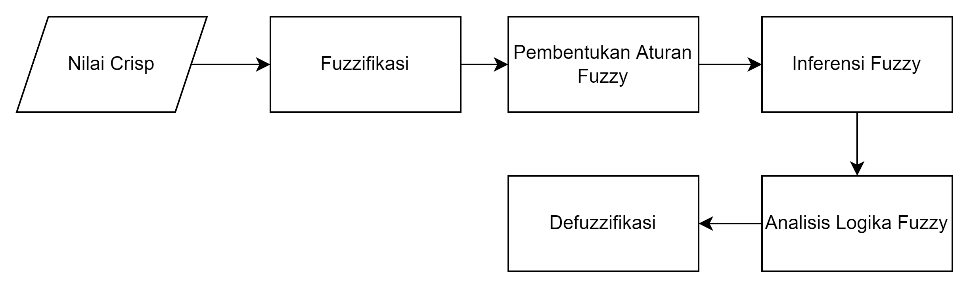 Nilai Crisp
Fuzzifikasi
Pembentukan Aturan
Fuzzy
Inferensi Fuzzy
Analisis Logika Fuzzy
Defuzzifikasi